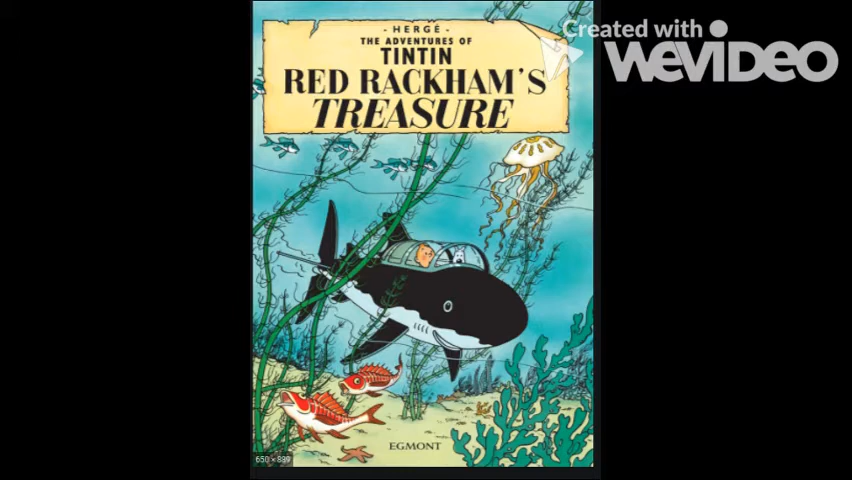 Created with
WEVIDEO
- HERGÉ -
THE ADVENTURES OF
TINTIN
RED RACKHAM'S
TREASURE
EGMONT
650 × 889